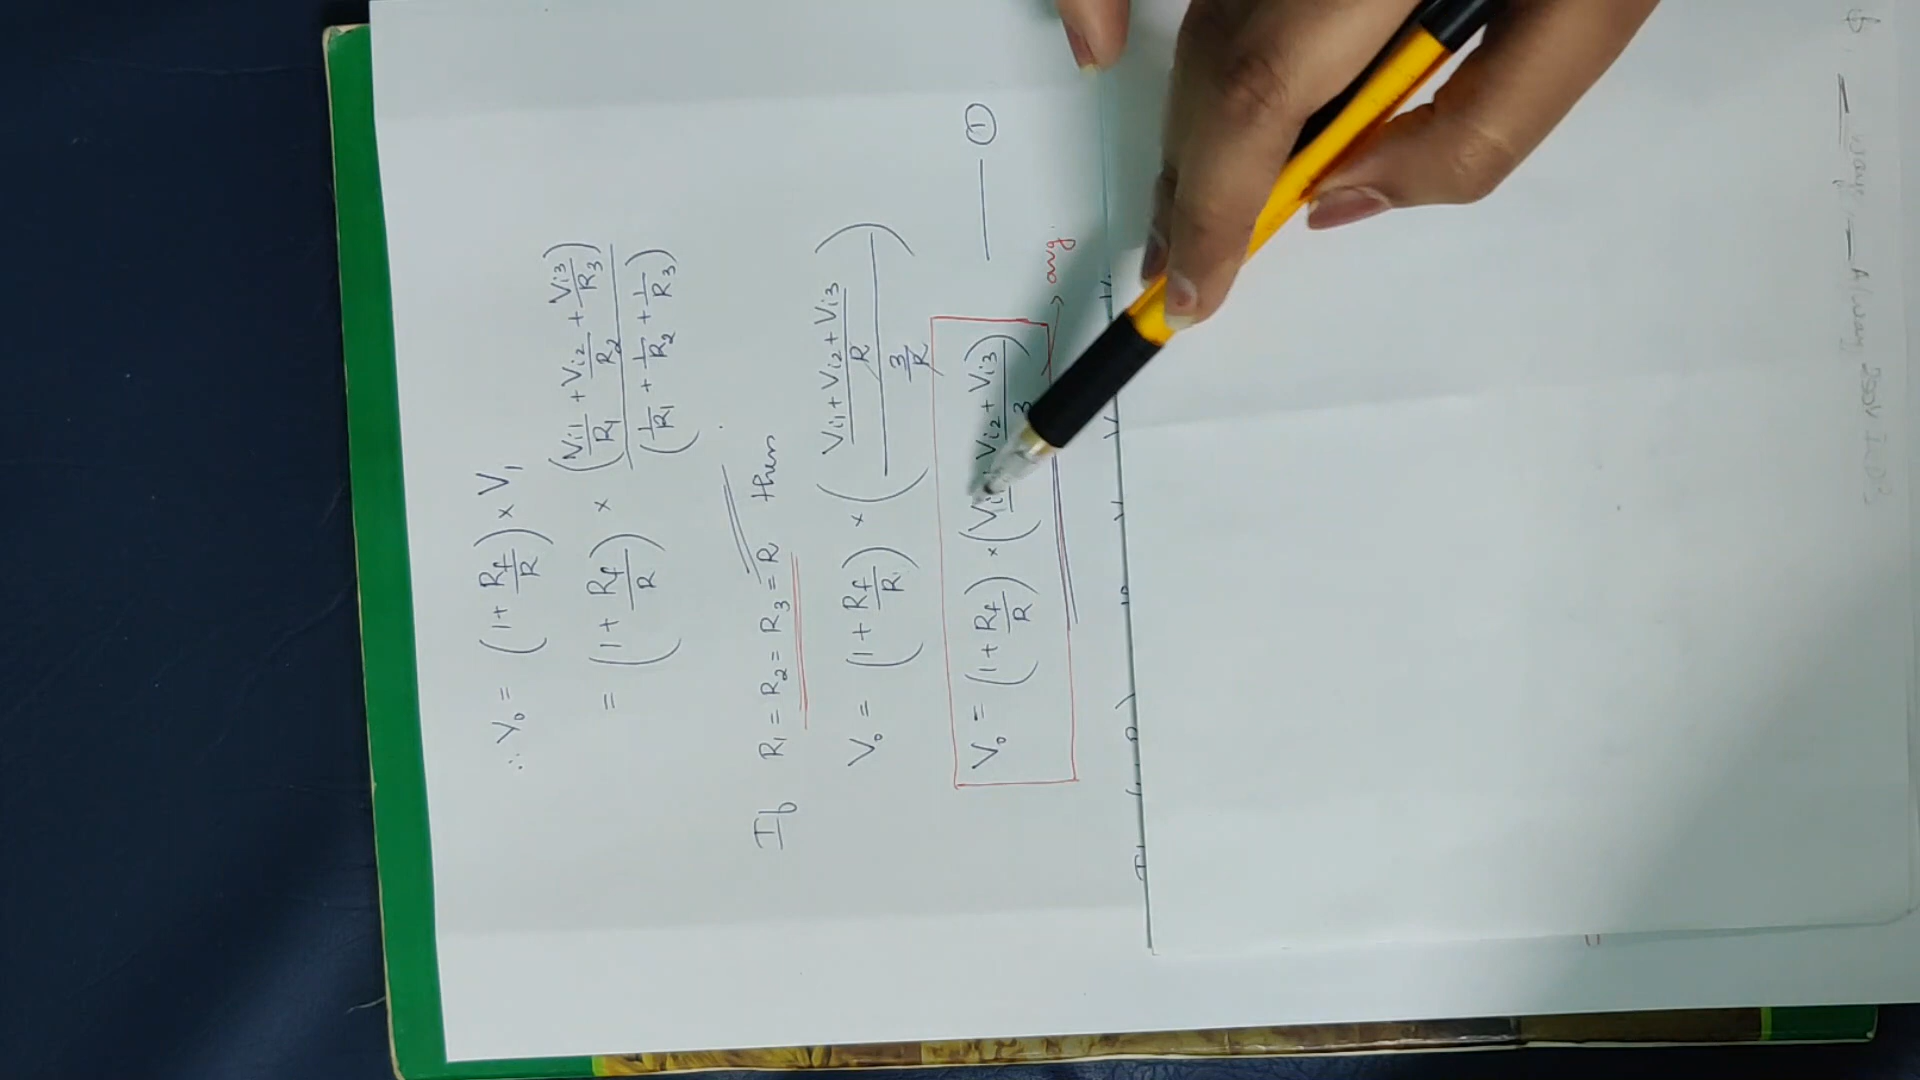 ∴ V₀ = (1 + Rf/R) × V₁
= (1 + Rf/R) × (Vi1/R1 + Vi2/R2 + Vi3/R3) / (1/R1 + 1/R2 + 1/R3)
If R1 = R2 = R3 = R then
V₀ = (1 + Rf/R) × ((Vi1 + Vi2 + Vi3)/R / 3/R) — ①
V₀ = (1 + Rf/R) × (Vi Vi2 + Vi3 / 3) → avg.